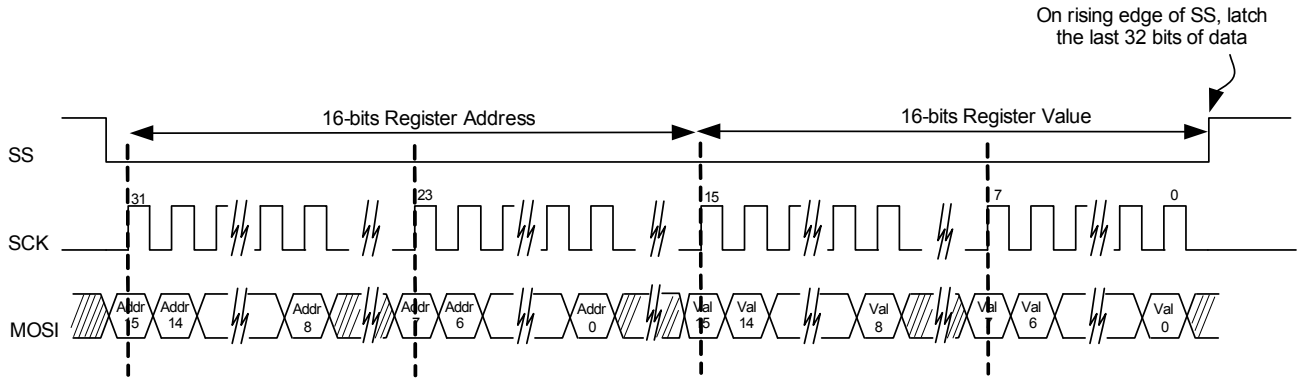 On rising edge of SS, latch
the last 32 bits of data
16-bits Register Address
16-bits Register Value
SS
31
23
15
7
0
SCK
Addr
15
Addr
14
Addr
8
Addr
7
Addr
6
Addr
0
Val
15
Val
14
Val
8
Val
7
Val
6
Val
0
MOSI